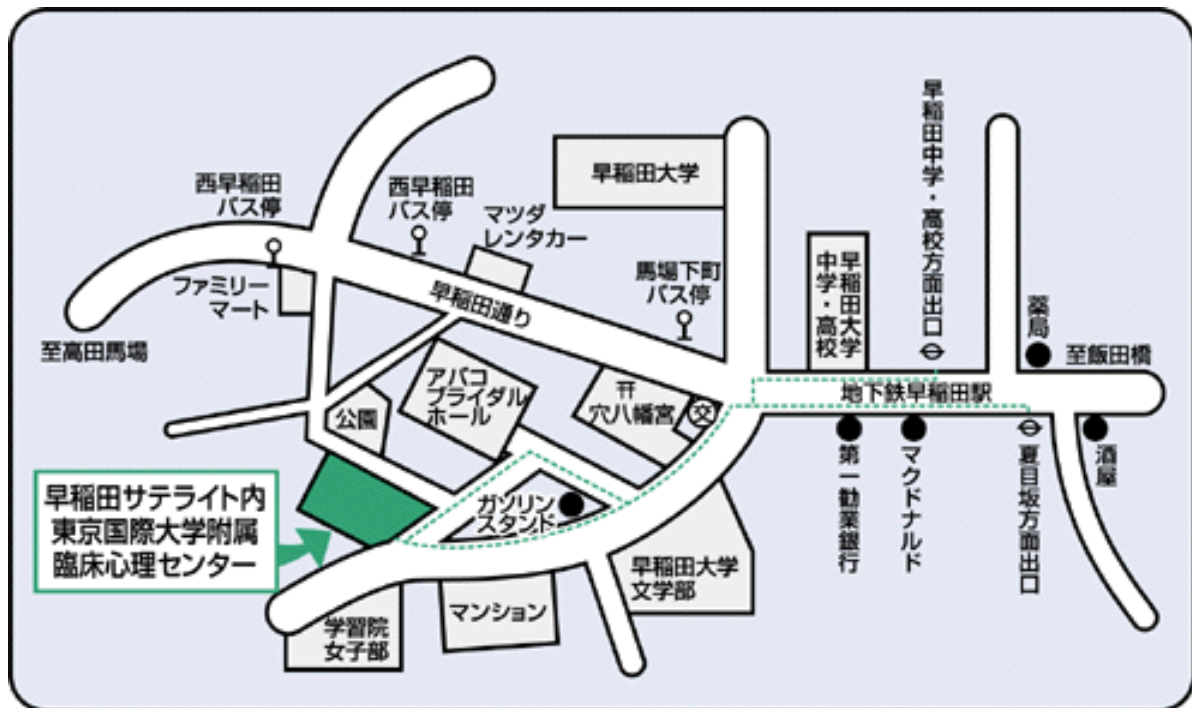 西早稲田
バス停
西早稲田
バス停
マツダ
レンタカー
早稲田大学
早稲田中学・高校方面出口
ファミリー
マート
早稲田通り
馬場下町
バス停
早稲田大学
中学・高校
薬局
至高田馬場
至飯田橋
アバコ
ブライダル
ホール
公園
穴八幡宮
交
地下鉄早稲田駅
第一勧業銀行
マクドナルド
夏目坂方面出口
酒屋
早稲田サテライト内
東京国際大学附属
臨床心理センター
ガソリン
スタンド
早稲田大学
文学部
マンション
学習院
女子部